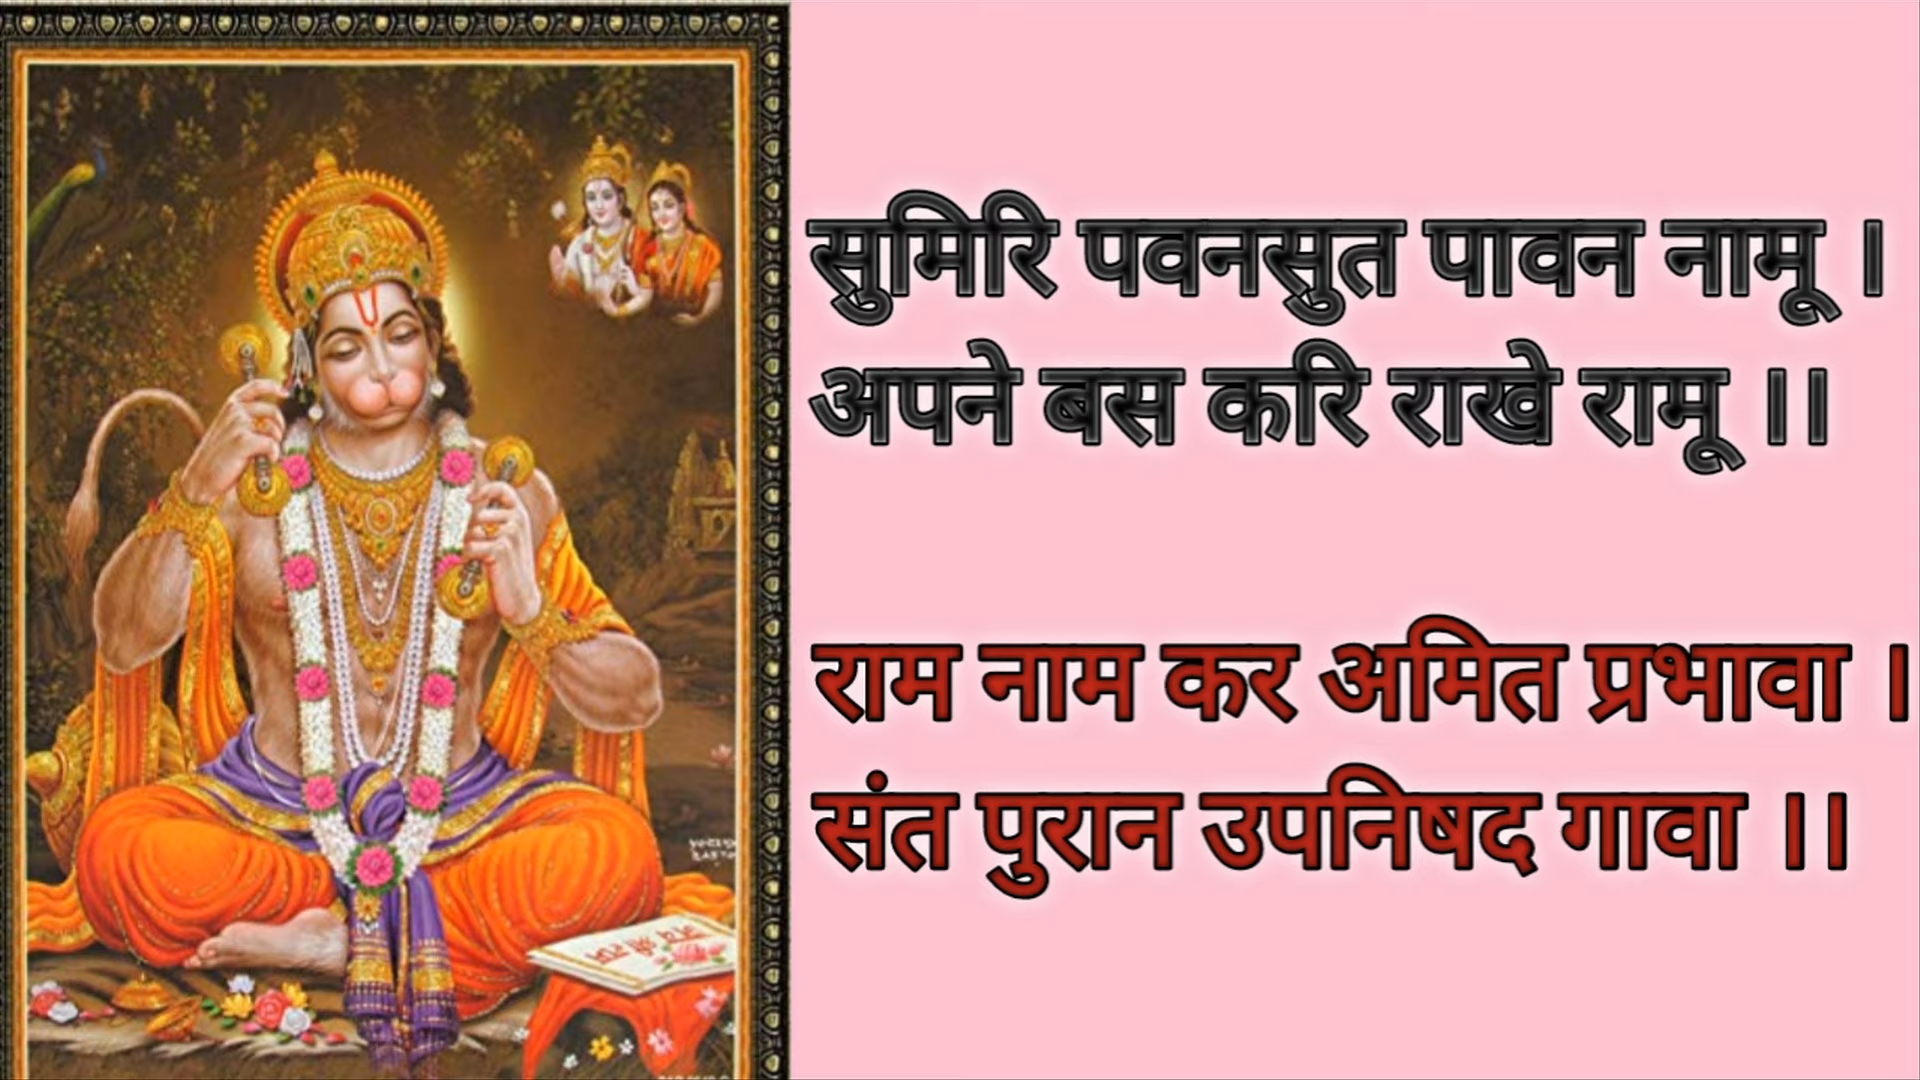 सुमिरि पवनसुत पावन नामू ।
अपने बस करि राखे रामू ।।
राम नाम कर अमित प्रभावा ।
संत पुरान उपनिषद गावा ।।